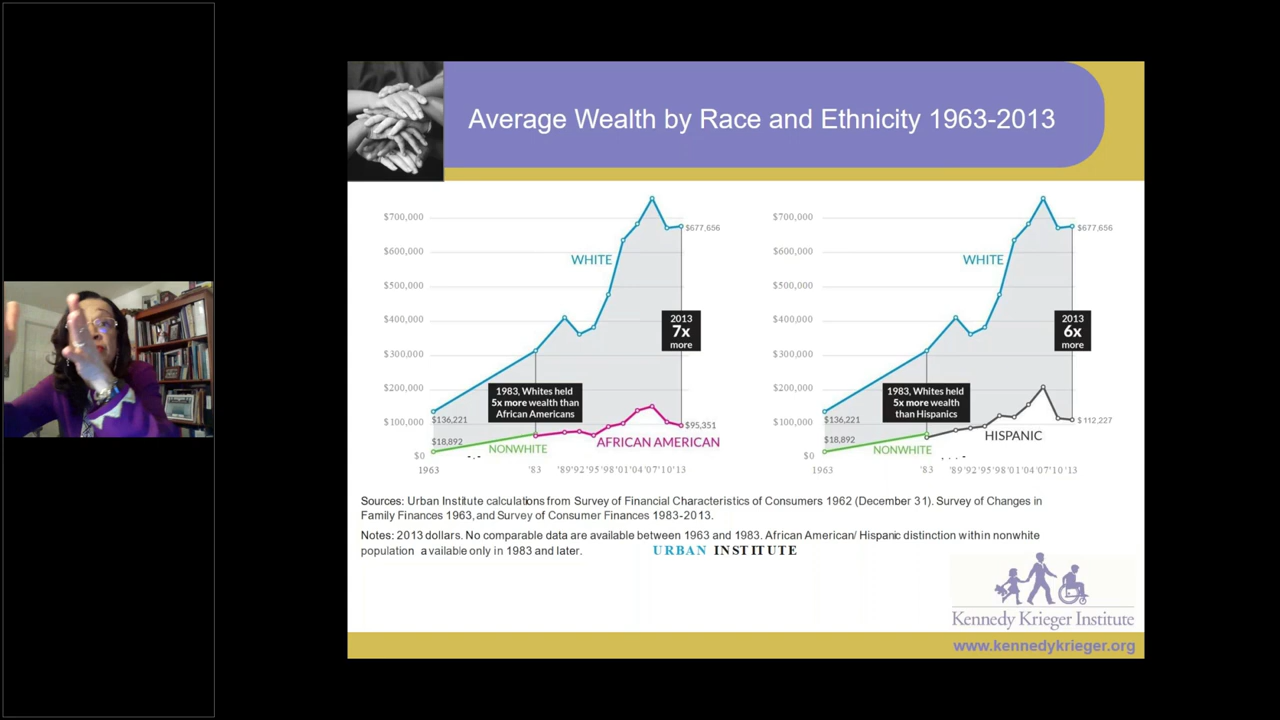 Average Wealth by Race and Ethnicity 1963-2013
$700,000
$600,000
$500,000
$400,000
$300,000
$200,000
$100,000
$0
WHITE
$677,656
2013
7x
more
1983, Whites held
5x more wealth than
African Americans
$136,221
$18,892
NONWHITE
$95,351
AFRICAN AMERICAN
1963 '83 '89 '92 '95 '98 '01 '04 '07 '10 '13
$700,000
$600,000
$500,000
$400,000
$300,000
$200,000
$100,000
$0
WHITE
$677,656
2013
6x
more
1983, Whites held
5x more wealth
than Hispanics
$136,221
$18,892
NONWHITE
$112,227
HISPANIC
1963 '83 '89 '92 '95 '98 '01 '04 '07 '10 '13
Sources: Urban Institute calculations from Survey of Financial Characteristics of Consumers 1962 (December 31). Survey of Changes in
Family Finances 1963, and Survey of Consumer Finances 1983-2013.
Notes: 2013 dollars. No comparable data are available between 1963 and 1983. African American/ Hispanic distinction within nonwhite
population available only in 1983 and later.
URBAN INSTITUTE
Kennedy Krieger Institute
www.kennedykrieger.org